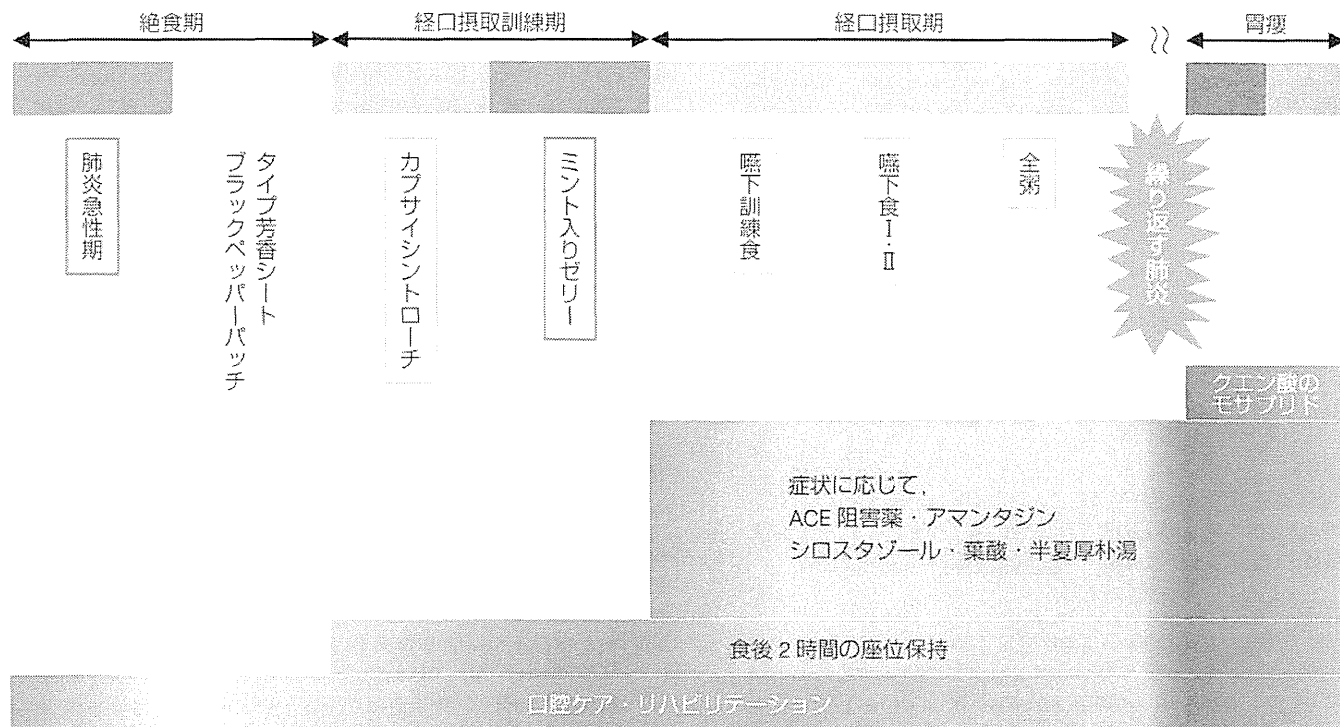 絶食期
経口摂取訓練期
経口摂取期
胃瘻
肺炎急性期
タイプ芳香シート
ブラックペッパーパッチ
カプサイシントローチ
ミント入りゼリー
嚥下訓練食
嚥下食Ⅰ・Ⅱ
全粥
繰り返す肺炎
クエン酸の
モサプリド
症状に応じて,
ACE 阻害薬・アマンタジン
シロスタゾール・葉酸・半夏厚朴湯
食後 2 時間の座位保持
口腔ケア・リハビリテーション